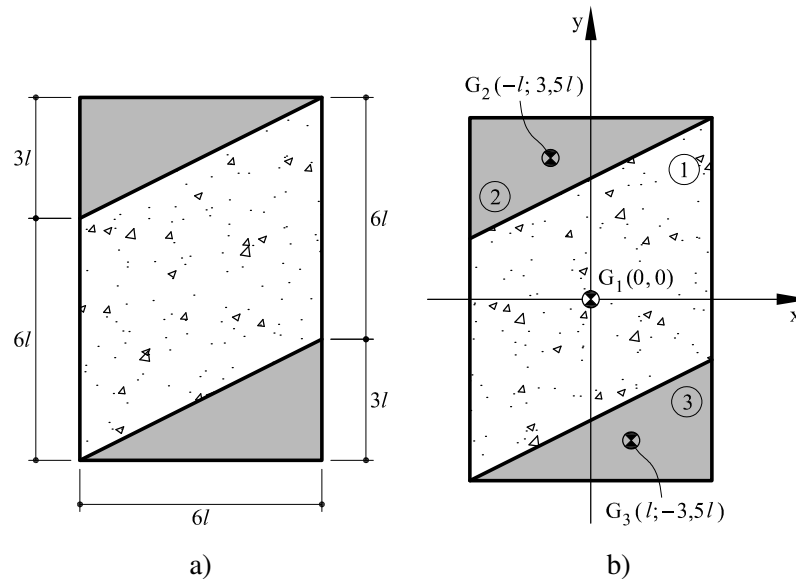 3l
6l
6l
3l
6l
a)
y
G2(-l; 3,5l)
1
2
G1(0, 0)
x
3
G3(l;-3,5l)
b)